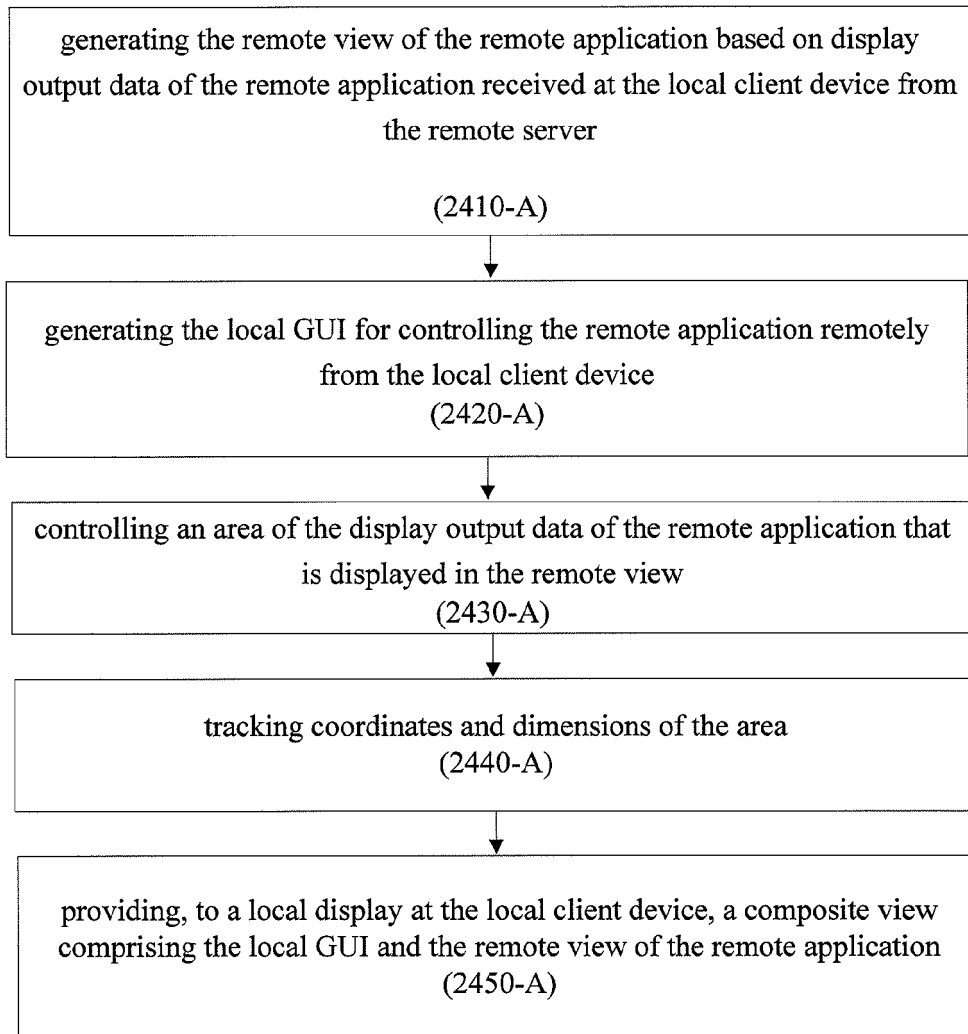 generating the remote view of the remote application based on display
output data of the remote application received at the local client device from
the remote server
(2410-A)
generating the local GUI for controlling the remote application remotely
from the local client device
(2420-A)
controlling an area of the display output data of the remote application that
is displayed in the remote view
(2430-A)
tracking coordinates and dimensions of the area
(2440-A)
providing, to a local display at the local client device, a composite view
comprising the local GUI and the remote view of the remote application
(2450-A)